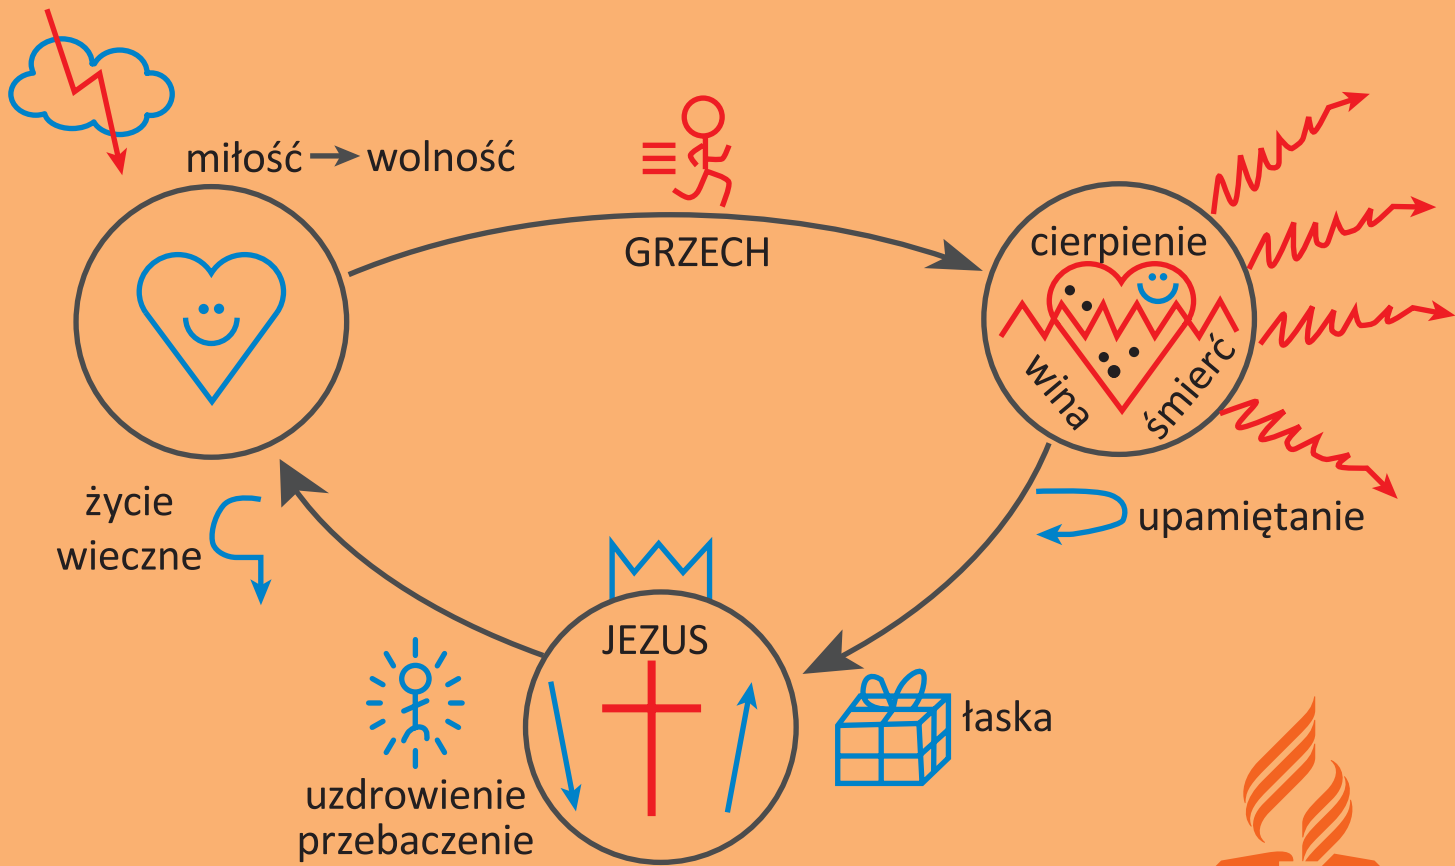 miłość wolność
GRZECH
cierpienie
wina
śmierć
upamiętanie
łaska
JEZUS
uzdrowienie
przebaczenie
życie
wieczne